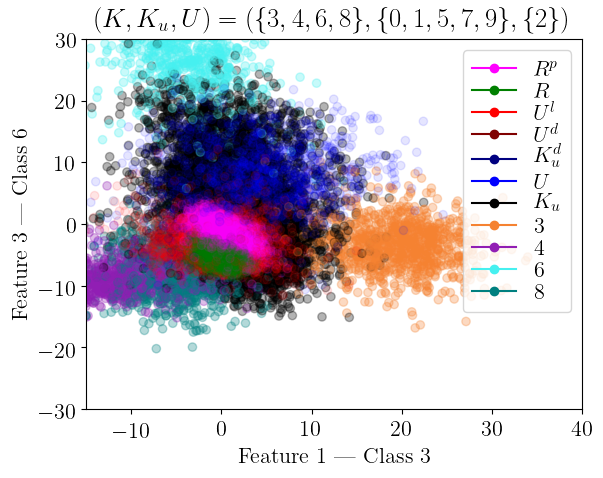 (K, K_u, U) = ({3, 4, 6, 8}, {0, 1, 5, 7, 9}, {2})
30
20
10
0
−10
−20
−30
Feature 3 — Class 6
R^p
R
U^l
U^d
K_u^d
U
K_u
3
4
6
8
−10 0 10 20 30 40
Feature 1 — Class 3